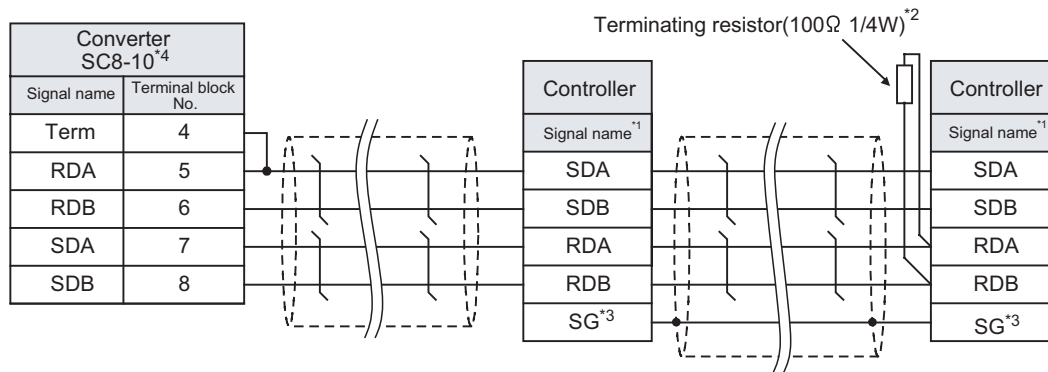 Terminating resistor(100Ω 1/4W)*2
Converter
SC8-10*4
Signal name
Terminal block
No.
Term
4
RDA
5
RDB
6
SDA
7
SDB
8
Controller
Signal name*1
SDA
SDB
RDA
RDB
SG*3
Controller
Signal name*1
SDA
SDB
RDA
RDB
SG*3